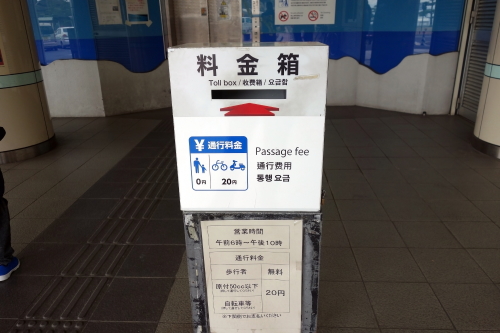 料金箱
Toll box / 收费箱 / 요금함
¥ 通行料金
0円 20円
Passage fee
通行费用
통행 요금
営業時間
午前6時〜午後10時
通行料金
歩行者 無料
原付50cc以下
20円
自転車等